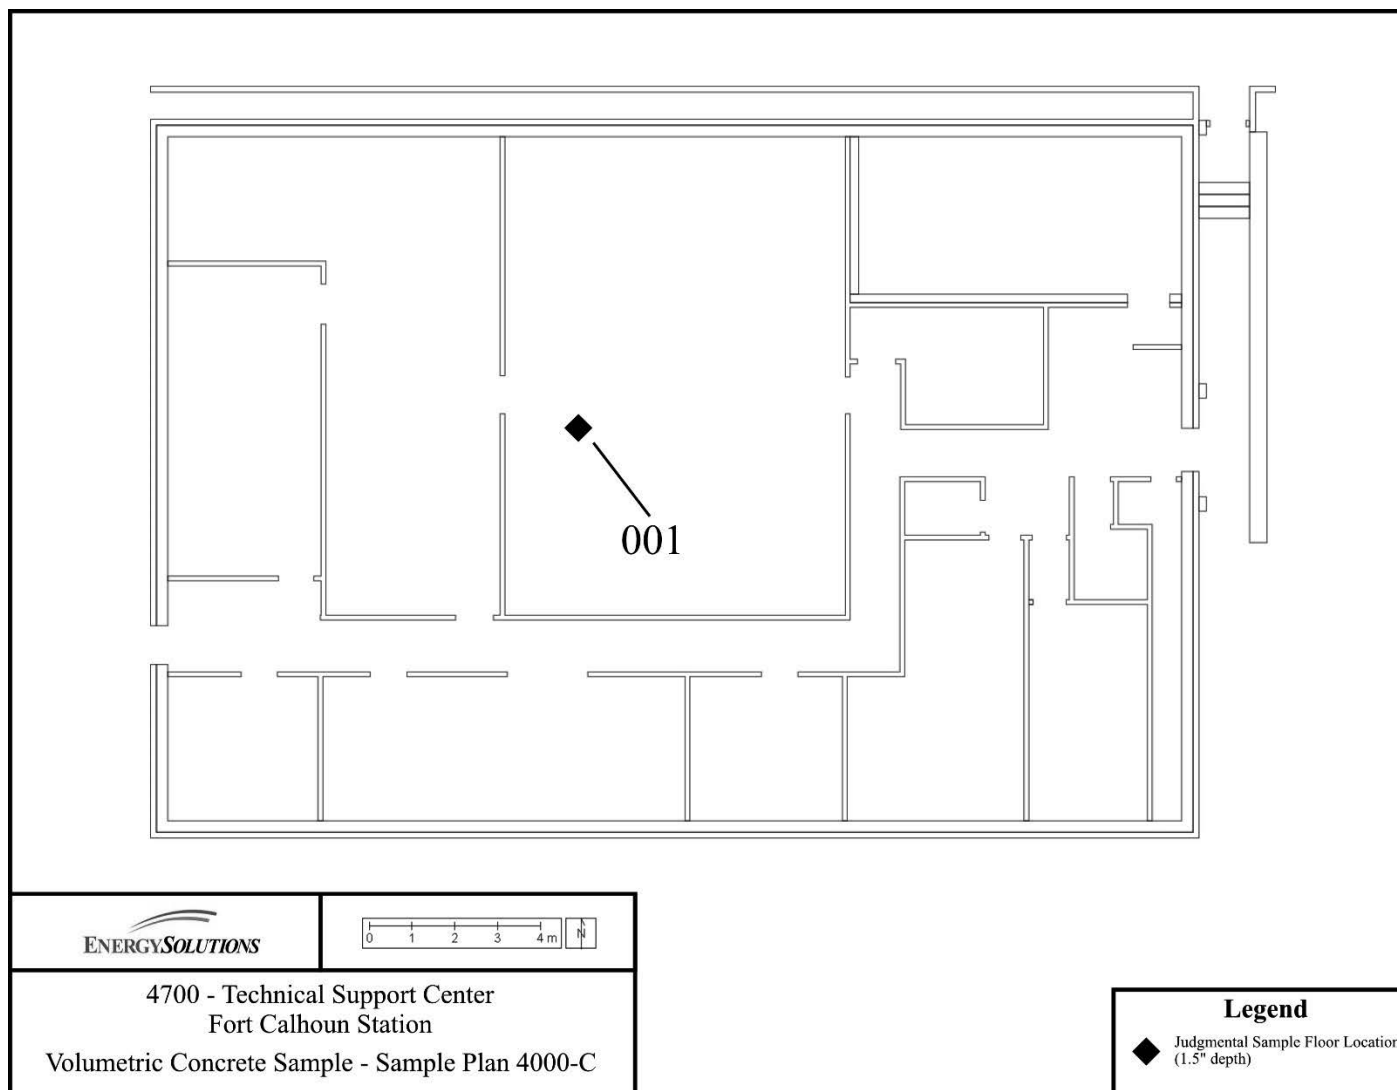 001
ENERGYSOLUTIONS
0 1 2 3 4 m N
4700 - Technical Support Center
Fort Calhoun Station
Volumetric Concrete Sample - Sample Plan 4000-C
Legend
Judgmental Sample Floor Location
(1.5" depth)